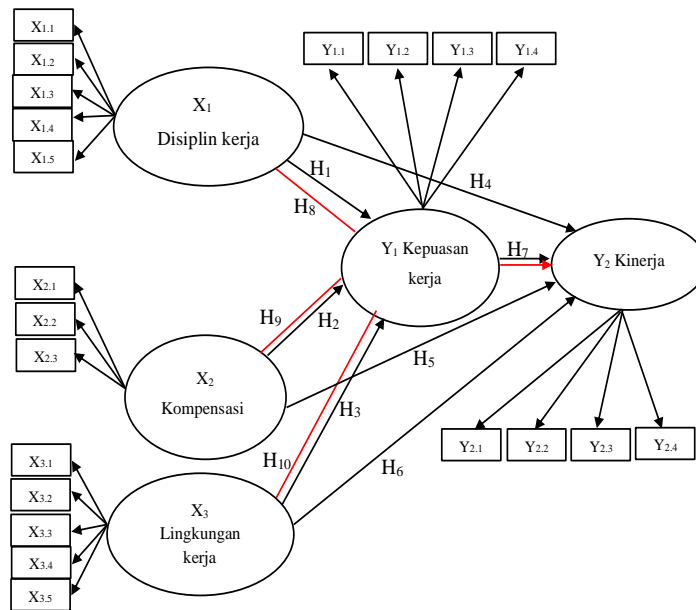 X1.1
X1.2
X1.3
X1.4
X1.5
X1
Disiplin kerja
Y1.1
Y1.2
Y1.3
Y1.4
H1
H8
H4
Y1 Kepuasan
kerja
H7
Y2 Kinerja
X2.1
X2.2
X2.3
X2
Kompensasi
H9
H2
H5
H3
H10
H6
Y2.1
Y2.2
Y2.3
Y2.4
X3.1
X3.2
X3.3
X3.4
X3.5
X3
Lingkungan
kerja